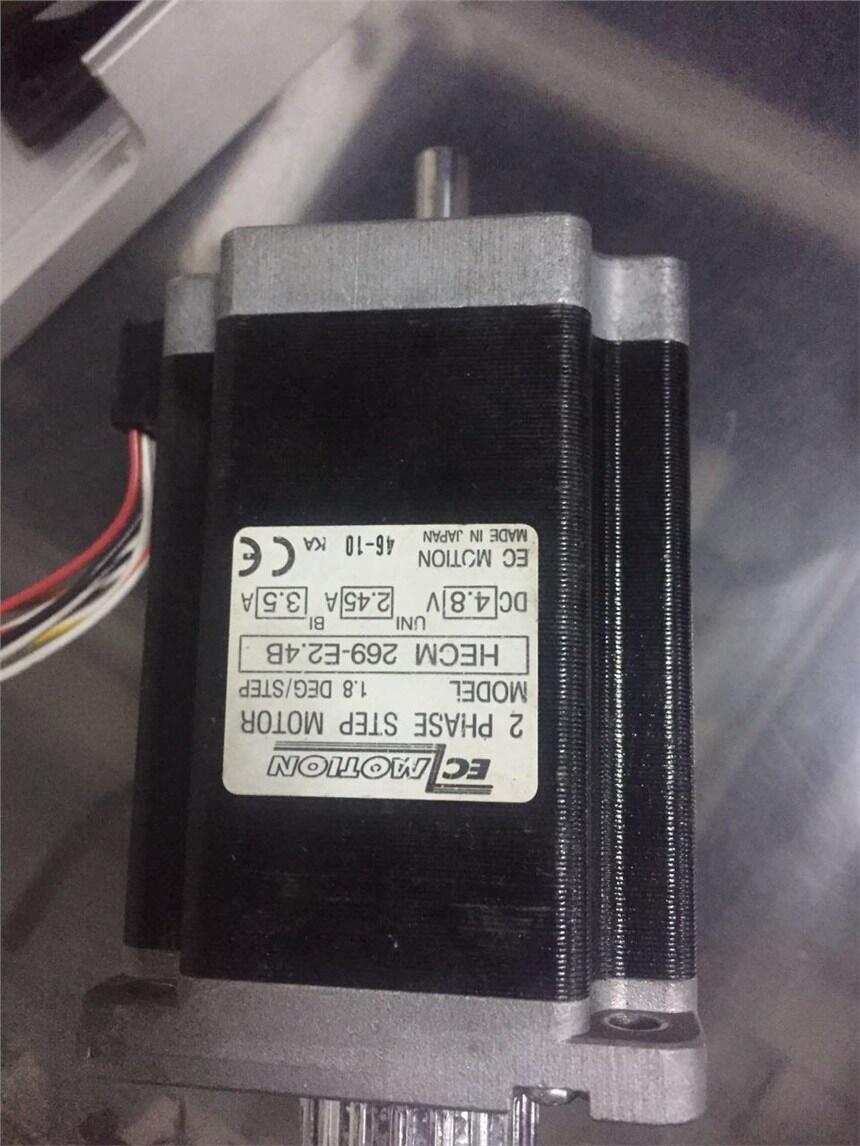 EC MOTION
2 PHASE STEP MOTOR
MODEL 1.8 DEG/STEP
HECM 269-E2.4B
UNI BI
DC 4.8 V 2.45 A 3.5 A
EC MOTION
MADE IN JAPAN 46-10 KA CE